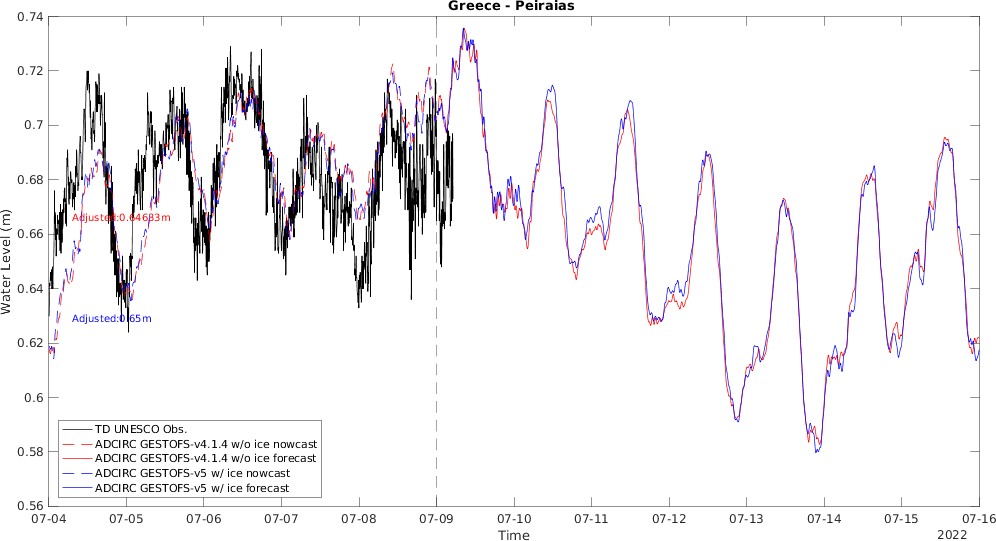 Greece - Peiraias
0.74
0.72
0.7
0.68
0.66
0.64
0.62
0.6
0.58
0.56
Water Level (m)
Adjusted:0.64683m
Adjusted:0.65m
TD UNESCO Obs.
ADCIRC GESTOFS-v4.1.4 w/o ice nowcast
ADCIRC GESTOFS-v4.1.4 w/o ice forecast
ADCIRC GESTOFS-v5 w/ ice nowcast
ADCIRC GESTOFS-v5 w/ ice forecast
07-04 07-05 07-06 07-07 07-08 07-09 07-10 07-11 07-12 07-13 07-14 07-15 07-16
Time
2022